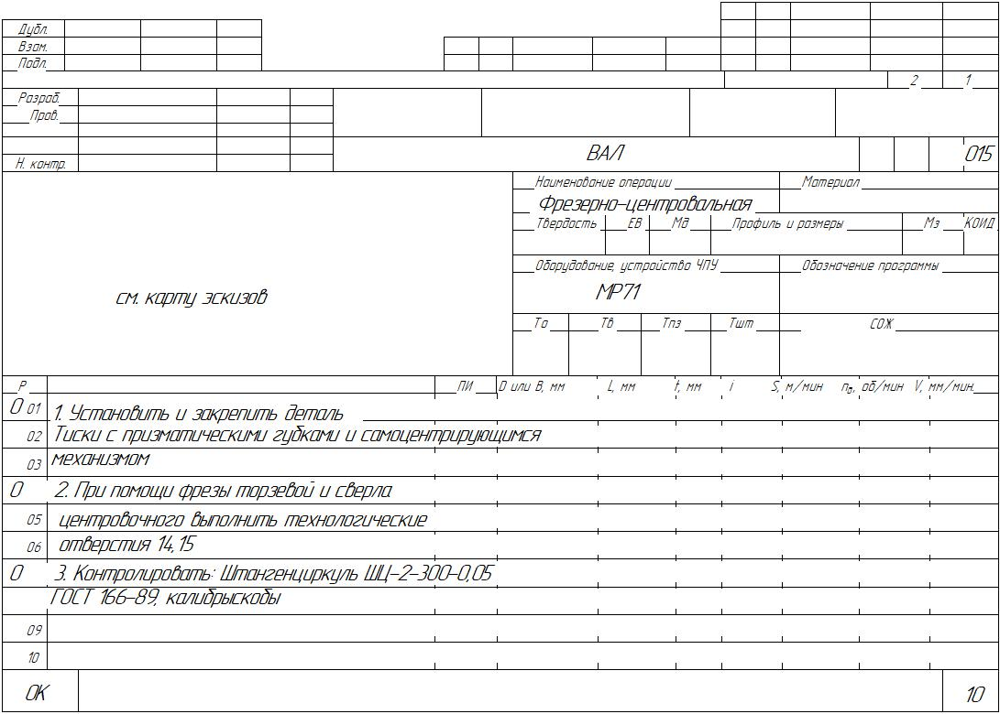 Дубл.
Взам.
Подл.
2 1
Разраб.
Пров.
Н. контр.
ВАЛ 015
Наименование операции Материал
Фрезерно-центровальная
Твердость ЕВ Мд Профиль и размеры Мз КОИД
Оборудование, устройство ЧПУ Обозначение программы
МР71
см. карту эскизов
То Тв Тпз Тшт СОЖ
Р ПИ D или В, мм L, мм t, мм i S, м/мин nд, об/мин V, мм/мин.
О 01 1. Установить и закрепить деталь
02 Тиски с призматическими губками и самоцентрирующимся
03 механизмом
О 2. При помощи фрезы торзевой и сверла
05 центровочного выполнить технологические
06 отверстия 14,15
О 3. Контролировать: Штангенциркуль ШЦ-2-300-0,05
ГОСТ 166-89, калибрыскобы
09
10
ОК 10